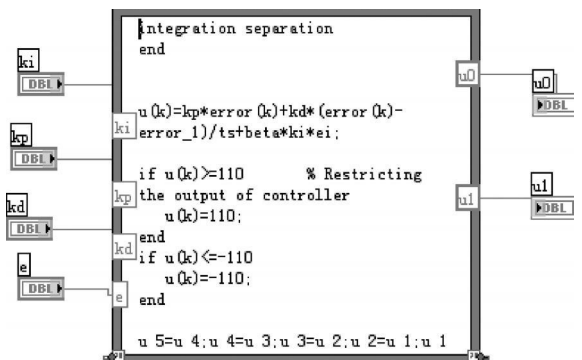 integration separation
end
u(k)=kp*error(k)+kd*(error(k)-
error_1)/ts+beta*ki*ei;
if u(k)>=110 % Restricting
the output of controller
u(k)=110;
end
if u(k)<=-110
u(k)=-110;
end
u_5=u_4;u_4=u_3;u_3=u_2;u_2=u_1;u_1
ki
DBL
kp
DBL
kd
DBL
e
DBL
ki
kp
kd
e
u0
u1
u0
DBL
u1
DBL